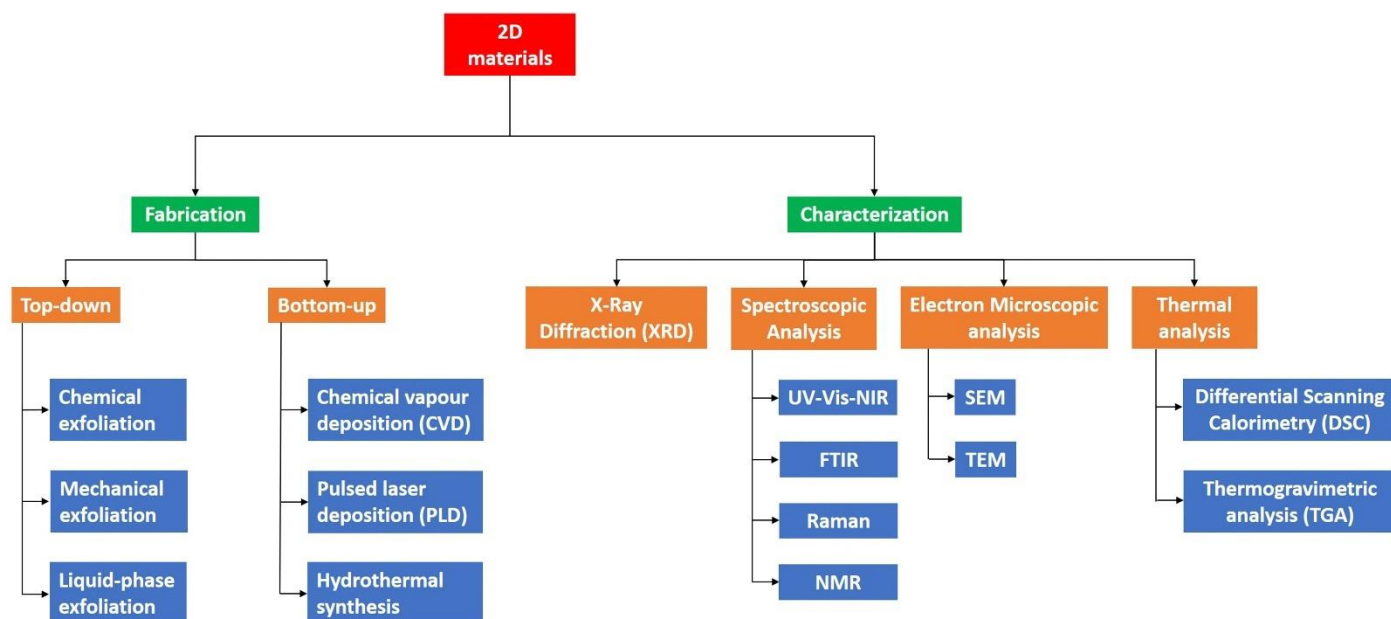 2D
materials
Fabrication
Characterization
Top-down
Bottom-up
X-Ray
Diffraction (XRD)
Spectroscopic
Analysis
Electron Microscopic
analysis
Thermal
analysis
Chemical
exfoliation
Mechanical
exfoliation
Liquid-phase
exfoliation
Chemical vapour
deposition (CVD)
Pulsed laser
deposition (PLD)
Hydrothermal
synthesis
UV-Vis-NIR
FTIR
Raman
NMR
SEM
TEM
Differential Scanning
Calorimetry (DSC)
Thermogravimetric
analysis (TGA)